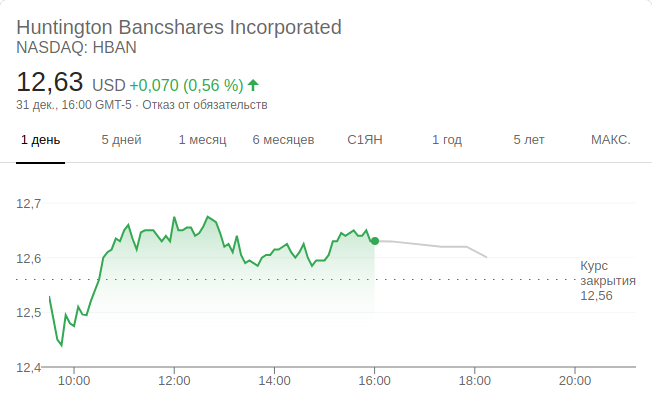 Huntington Bancshares Incorporated
NASDAQ: HBAN
12,63 USD +0,070 (0,56 %)
31 дек., 16:00 GMT-5 · Отказ от обязательств
1 день 5 дней 1 месяц 6 месяцев С1ЯН 1 год 5 лет МАКС.
12,7
12,6
Курс
закрытия
12,56
12,5
12,4
10:00 12:00 14:00 16:00 18:00 20:00